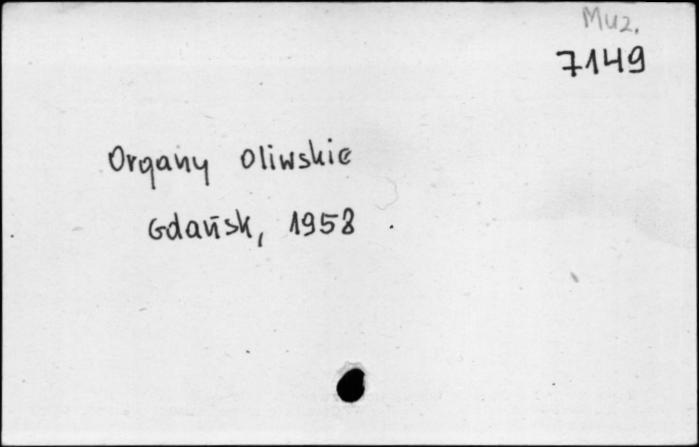 Muz.
7149
Organy Oliwskie
Gdańsk, 1958.